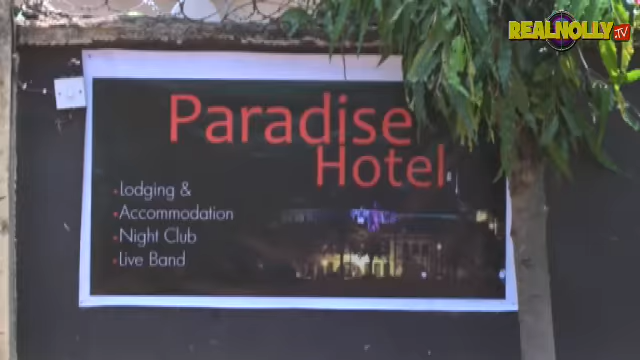 REALNOLLY.TV
Paradise
Hotel
•Lodging &
•Accommodation
•Night Club
•Live Band